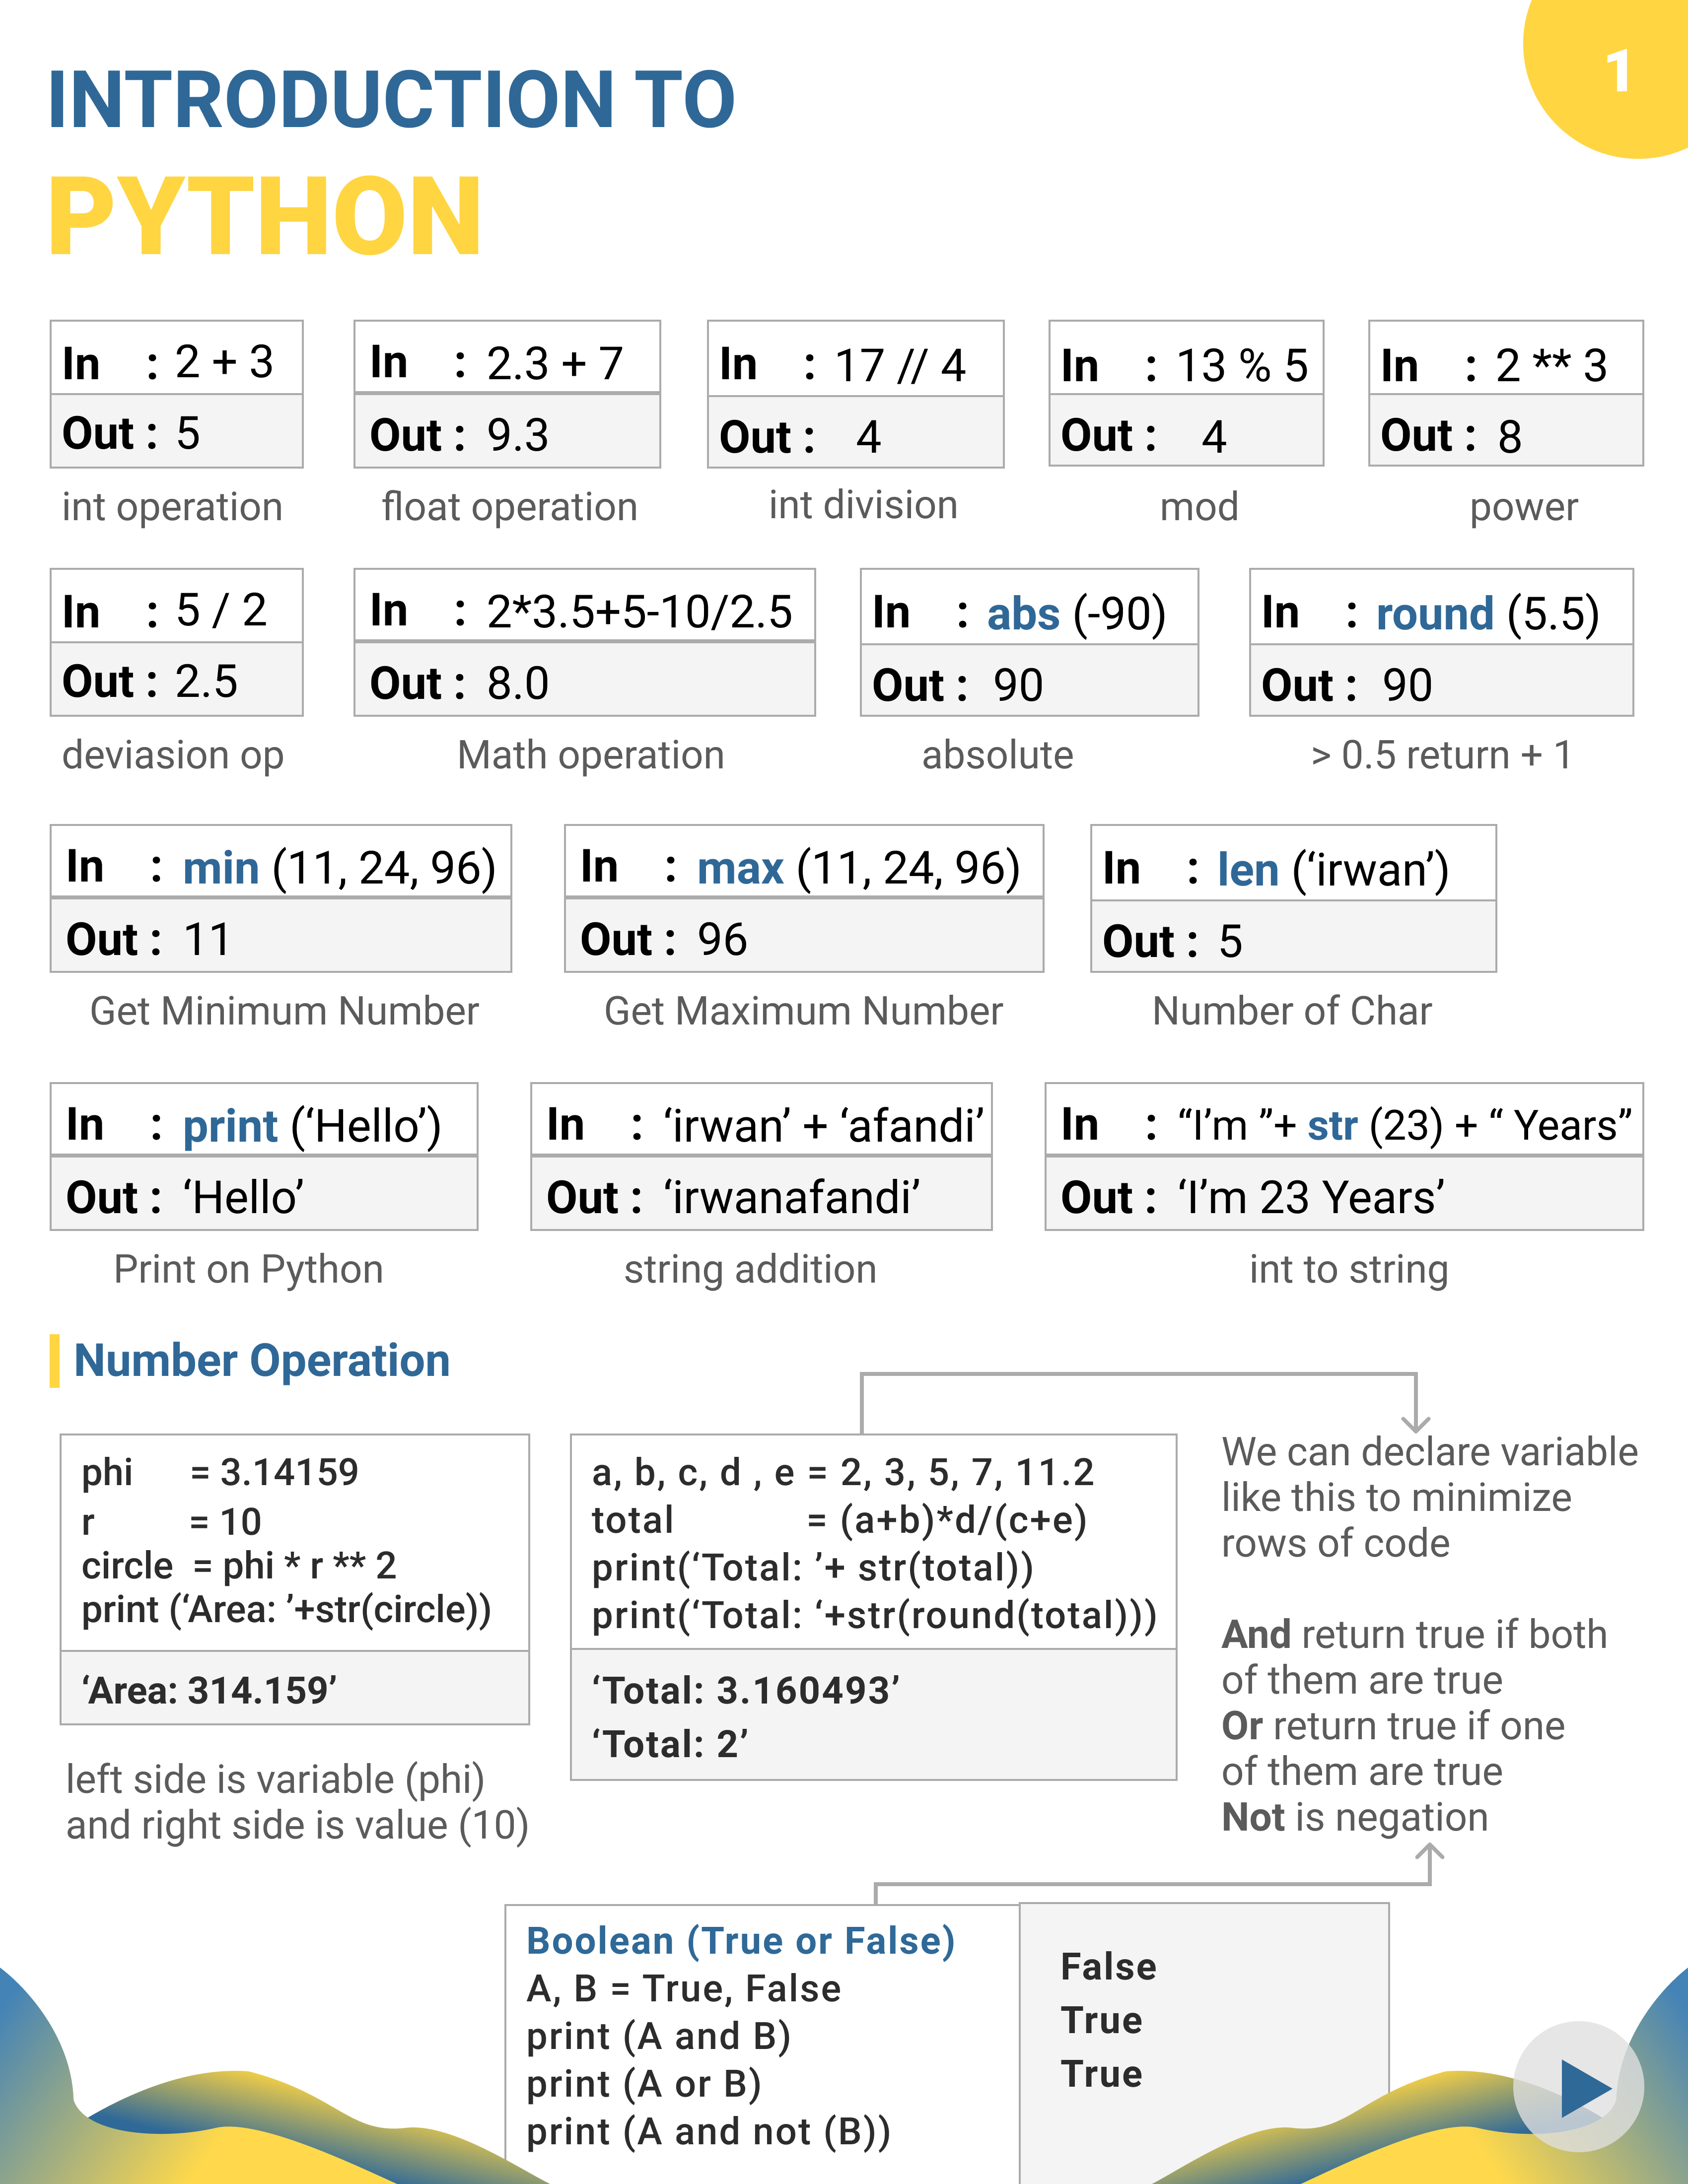 1
INTRODUCTION TO
PYTHON
In : 2 + 3
Out : 5
int operation
In : 2.3 + 7
Out : 9.3
float operation
In : 17 // 4
Out : 4
int division
In : 13 % 5
Out : 4
mod
In : 2 ** 3
Out : 8
power
In : 5 / 2
Out : 2.5
deviasion op
In : 2*3.5+5-10/2.5
Out : 8.0
Math operation
In : abs (-90)
Out : 90
absolute
In : round (5.5)
Out : 90
> 0.5 return + 1
In : min (11, 24, 96)
Out : 11
Get Minimum Number
In : max (11, 24, 96)
Out : 96
Get Maximum Number
In : len (‘irwan’)
Out : 5
Number of Char
In : print (‘Hello’)
Out : ‘Hello’
Print on Python
In : ‘irwan’ + ‘afandi’
Out : ‘irwanafandi’
string addition
In : “I’m ”+ str (23) + “ Years”
Out : ‘I’m 23 Years’
int to string
Number Operation
phi = 3.14159
r = 10
circle = phi * r ** 2
print (‘Area: ’+str(circle))
‘Area: 314.159’
left side is variable (phi)
and right side is value (10)
a, b, c, d , e = 2, 3, 5, 7, 11.2
total = (a+b)*d/(c+e)
print(‘Total: ’+ str(total))
print(‘Total: ‘+str(round(total)))
‘Total: 3.160493’
‘Total: 2’
We can declare variable
like this to minimize
rows of code
And return true if both
of them are true
Or return true if one
of them are true
Not is negation
Boolean (True or False)
A, B = True, False
print (A and B)
print (A or B)
print (A and not (B))
False
True
True